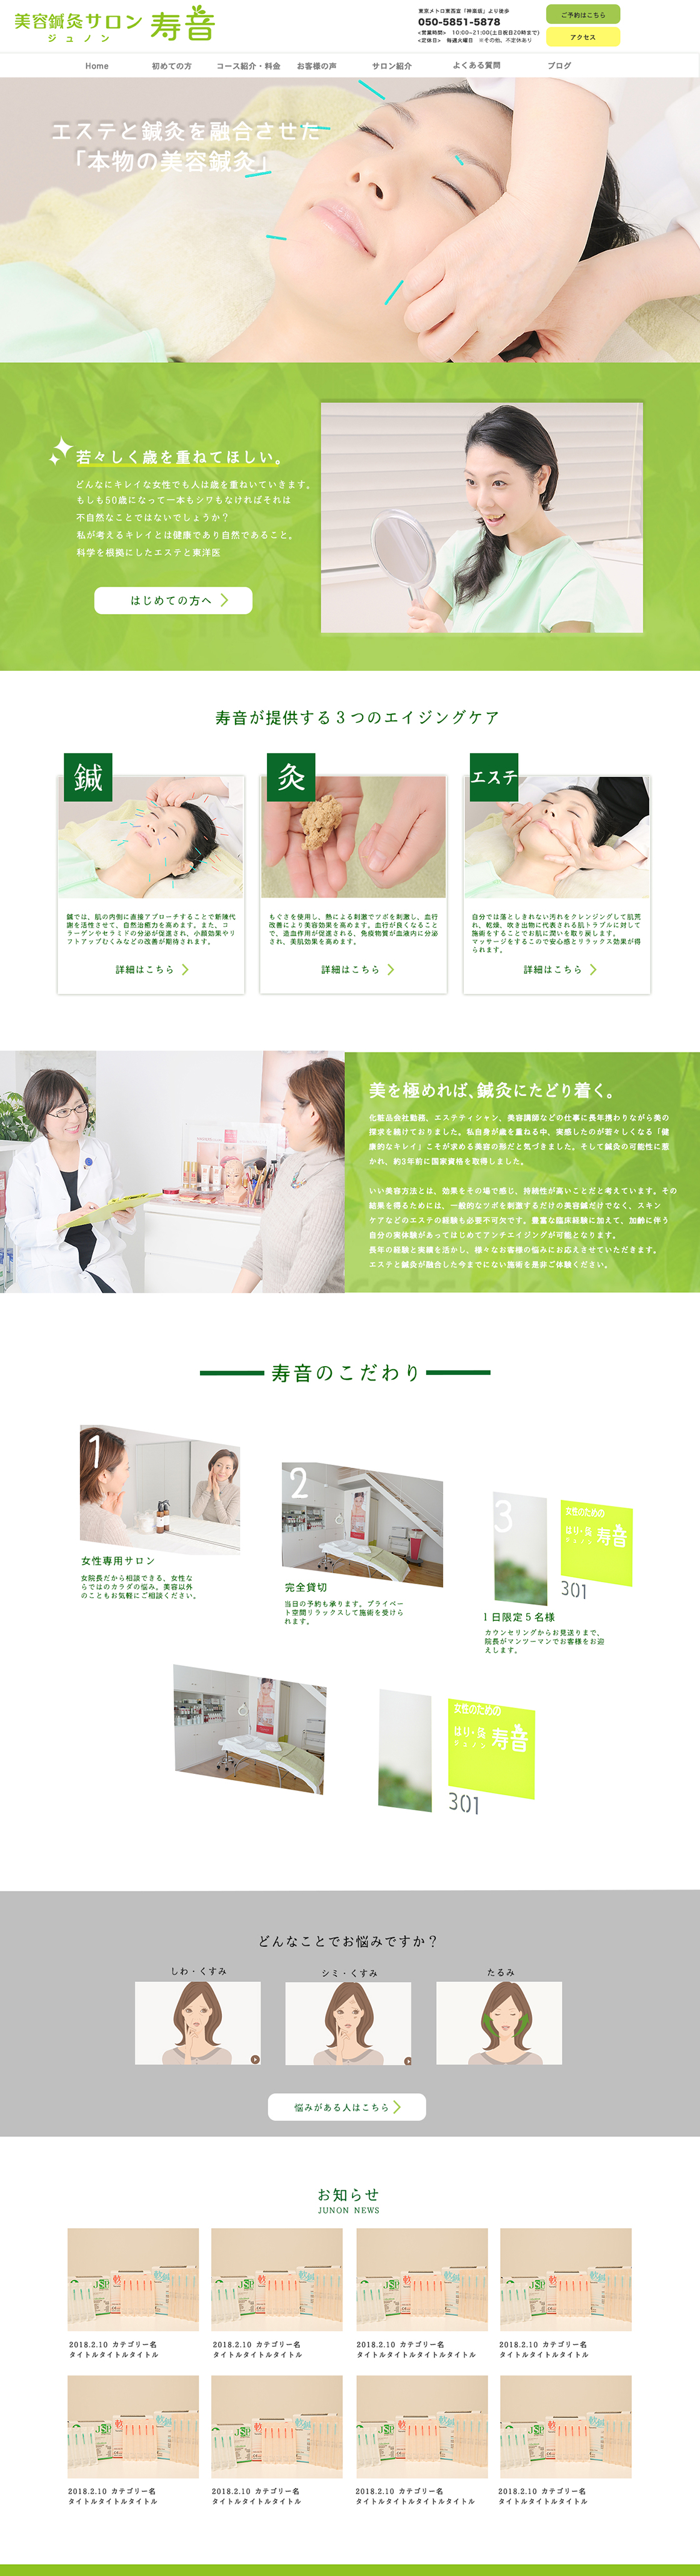 美容鍼灸サロン 寿音
ジュノン
東京メトロ東西線「神楽坂」より徒歩
050-5851-5878
<営業時間> 10:00~21:00(土日祝日20時まで)
<定休日> 毎週火曜日 ※その他、不定休あり
ご予約はこちら
アクセス
Home 初めての方 コース紹介・料金 お客様の声 サロン紹介 よくある質問 ブログ
エステと鍼灸を融合させた
「本物の美容鍼灸」
若々しく歳を重ねてほしい。
どんなにキレイな女性でも人は歳を重ねていきます。
もしも50歳になって一本もシワもなければそれは
不自然なことではないでしょうか？
私が考えるキレイとは健康であり自然であること。
科学を根拠にしたエステと東洋医
はじめての方へ
寿音が提供する３つのエイジングケア
鍼
灸
エステ
鍼では、肌の内側に直接アプローチすることで新陳代
謝を活性させて、自然治癒力を高めます。また、コ
ラーゲンやセラミドの分泌が促進され、小顔効果やリ
フトアップむくみなどの改善が期待されます。
詳細はこちら
もぐさを使用し、熱による刺激でツボを刺激し、血行
改善により美容効果を高めます。血行が良くなること
で、造血作用が促進される、免疫物質が血液内に分泌
され、美肌効果を高めます。
詳細はこちら
自分では落としきれない汚れをクレンジングして肌荒
れ、乾燥、吹き出物に代表される肌トラブルに対して
施術をすることでお肌に潤いを取り戻します。
マッサージをするこので安心感とリラックス効果が得
られます。
詳細はこちら
美を極めれば、鍼灸にたどり着く。
化粧品会社勤務、エステティシャン、美容講師などの仕事に長年携わりながら美の
探求を続けておりました。私自身が歳を重ねる中、実感したのが若々しくなる「健
康的なキレイ」こそが求める美容の形だと気づきました。そして鍼灸の可能性に惹
かれ、約3年前に国家資格を取得しました。
いい美容方法とは、効果をその場で感じ、持続性が高いことだと考えています。その
結果を得るためには、一般的なツボを刺激するだけの美容鍼だけでなく、スキン
ケアなどのエステの経験も必要不可欠です。豊富な臨床経験に加えて、加齢に伴う
自分の実体験があってはじめてアンチエイジングが可能となります。
長年の経験と実績を活かし、様々なお客様の悩みにお応えさせていただきます。
エステと鍼灸が融合した今までにない施術を是非ご体験ください。
寿音のこだわり
1
女性専用サロン
女院長だから相談できる、女性な
らではのカラダの悩み。美容以外
のこともお気軽にご相談ください。
2
完全貸切
当日の予約も承ります。プライベー
ト空間リラックスして施術を受けら
れます。
3
女性のための
はり・灸 寿音
ジュノン
301
１日限定５名様
カウンセリングからお見送りまで、
院長がマンツーマンでお客様をお迎
えします。
女性のための
はり・灸 寿音
ジュノン
301
どんなことでお悩みですか？
しわ・くすみ
シミ・くすみ
たるみ
悩みがある人はこちら
お知らせ
JUNON NEWS
2018.2.10 カテゴリー名
タイトルタイトルタイトル
2018.2.10 カテゴリー名
タイトルタイトルタイトル
2018.2.10 カテゴリー名
タイトルタイトルタイトルタイトル
2018.2.10 カテゴリー名
タイトルタイトルタイトル
2018.2.10 カテゴリー名
タイトルタイトルタイトル
2018.2.10 カテゴリー名
タイトルタイトルタイトル
2018.2.10 カテゴリー名
タイトルタイトルタイトルタイトル
2018.2.10 カテゴリー名
タイトルタイトルタイトル